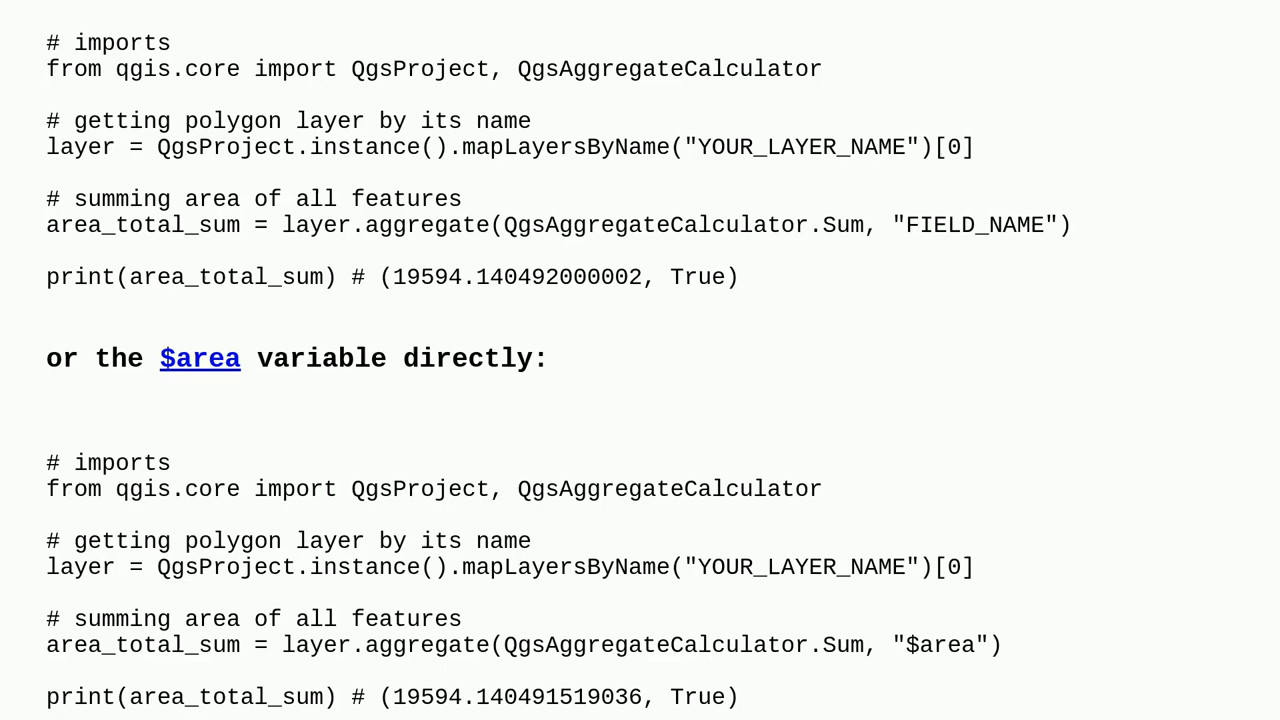 # imports
from qgis.core import QgsProject, QgsAggregateCalculator
# getting polygon layer by its name
layer = QgsProject.instance().mapLayersByName("YOUR_LAYER_NAME")[0]
# summing area of all features
area_total_sum = layer.aggregate(QgsAggregateCalculator.Sum, "FIELD_NAME")
print(area_total_sum) # (19594.140492000002, True)
or the $area variable directly:
# imports
from qgis.core import QgsProject, QgsAggregateCalculator
# getting polygon layer by its name
layer = QgsProject.instance().mapLayersByName("YOUR_LAYER_NAME")[0]
# summing area of all features
area_total_sum = layer.aggregate(QgsAggregateCalculator.Sum, "$area")
print(area_total_sum) # (19594.140491519036, True)